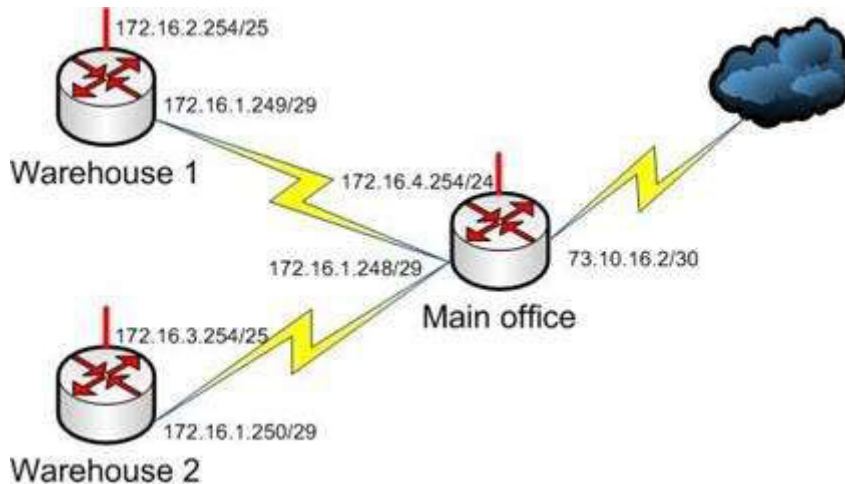 172.16.2.254/25
172.16.1.249/29
Warehouse 1
172.16.4.254/24
172.16.1.248/29
73.10.16.2/30
Main office
172.16.3.254/25
172.16.1.250/29
Warehouse 2